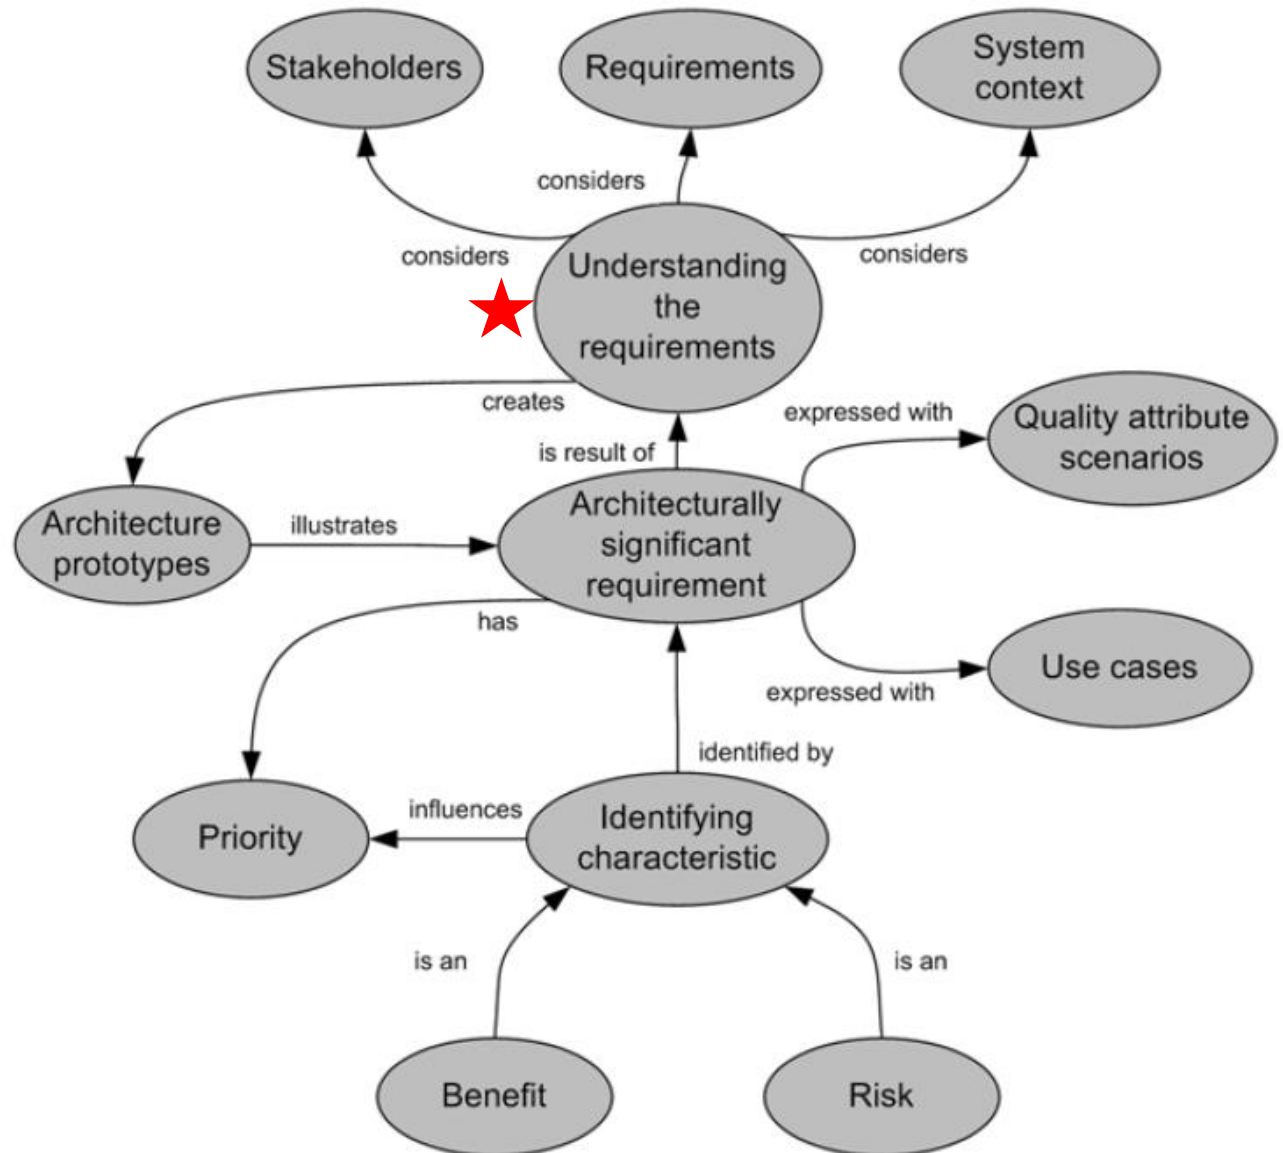 Stakeholders
Requirements
System
context
considers
considers
considers
Understanding
the
requirements
creates
is result of
expressed with
Quality attribute
scenarios
Architecture
prototypes
illustrates
Architecturally
significant
requirement
has
expressed with
Use cases
identified by
Priority
influences
Identifying
characteristic
is an
is an
Benefit
Risk